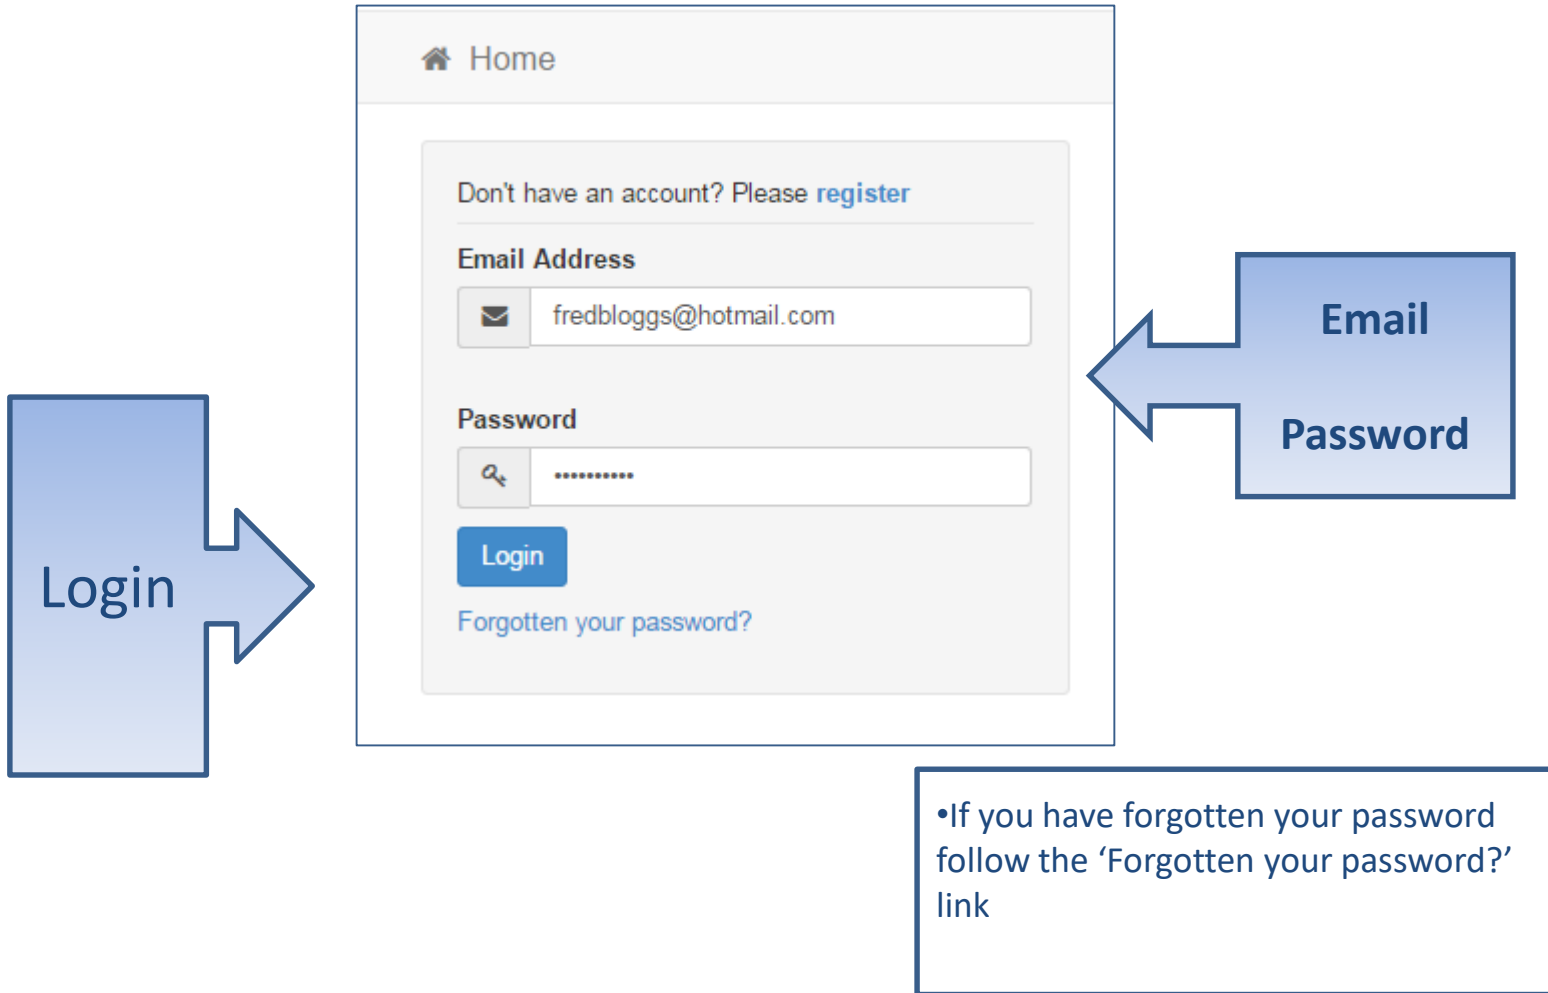 Home
Don't have an account? Please register
Email Address
fredbloggs@hotmail.com
Password
••••••••••
Login
Forgotten your password?
Login
Email
Password
•If you have forgotten your password
follow the ‘Forgotten your password?’
link